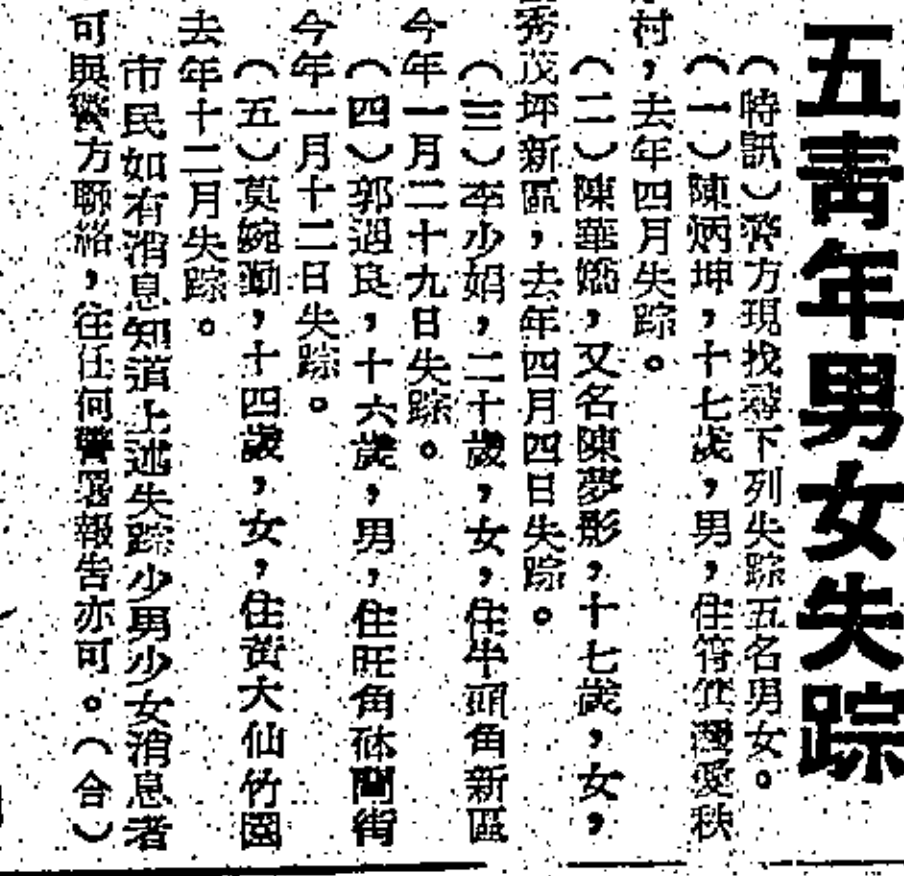 五青年男女失踪
（特訊）警方現找尋下列失踪五名男女。
（一）陳炳坤，十七歲，男，住筲箕灣愛秩
村，去年四月失踪。
（二）陳華嬌，又名陳夢影，十七歲，女，
秀茂坪新區，去年四月四日失踪。
（三）李少娟，二十歲，女，住牛頭角新區
今年一月二十九日失踪。
（四）郭過良，十六歲，男，住旺角砵蘭街
今年一月十二日失踪。
（五）莫婉勤，十四歲，女，住黃大仙竹園
去年十二月失踪。
市民如有消息知道上述失踪少男少女消息者
可與警方聯絡，往任何警署報告亦可。（合）